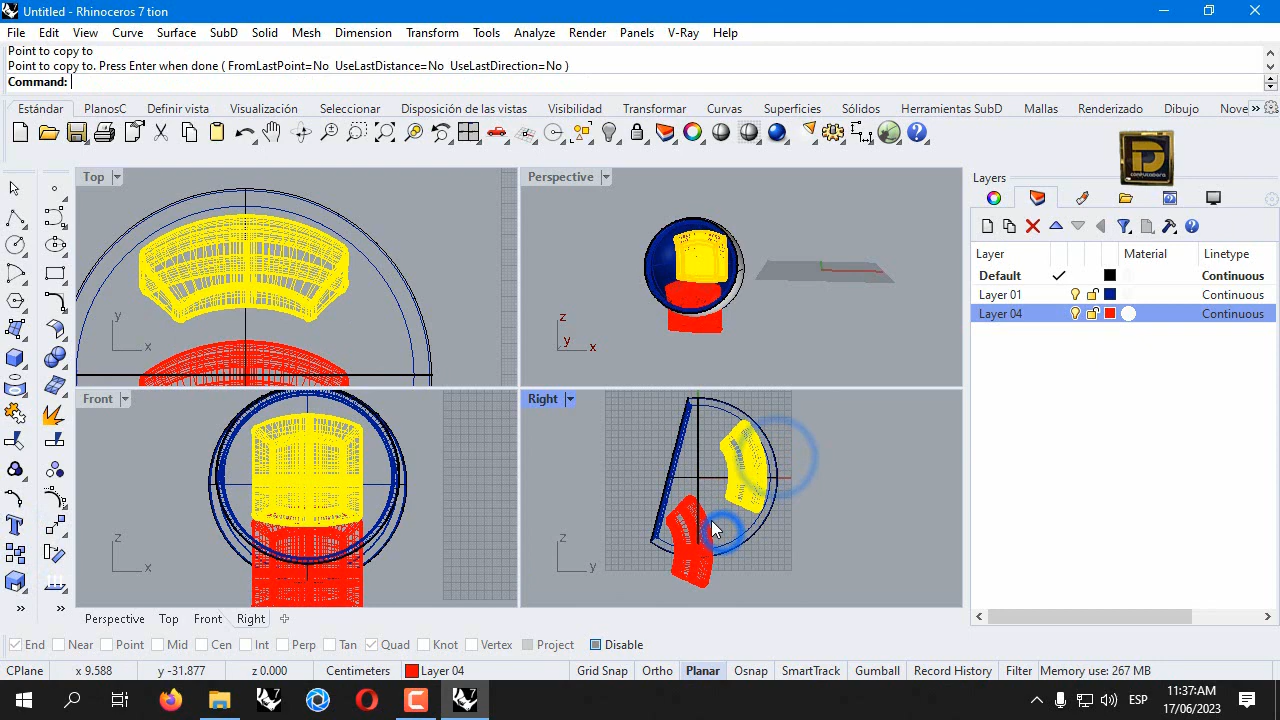 Untitled - Rhinoceros 7 tion
File Edit View Curve Surface SubD Solid Mesh Dimension Transform Tools Analyze Render Panels V-Ray Help
Point to copy to
Point to copy to. Press Enter when done ( FromLastPoint=No UseLastDistance=No UseLastDirection=No )
Command:
Estándar PlanosC Definir vista Visualización Seleccionar Disposición de las vistas Visibilidad Transformar Curvas Superficies Sólidos Herramientas SubD Mallas Renderizado Dibujo Nove
Top
Perspective
Layers
Layer Material Linetype
Default Continuous
Layer 01 Continuous
Layer 04 Continuous
y
x
z
y
x
Front
Right
z
x
z
y
Perspective Top Front Right
End Near Point Mid Cen Int Perp Tan Quad Knot Vertex Project Disable
CPlane x 9.588 y -31.877 z 0.000 Centimeters Layer 04 Grid Snap Ortho Planar Osnap SmartTrack Gumball Record History Filter Memory use: 267 MB
ESP
11:37:AM
17/06/2023